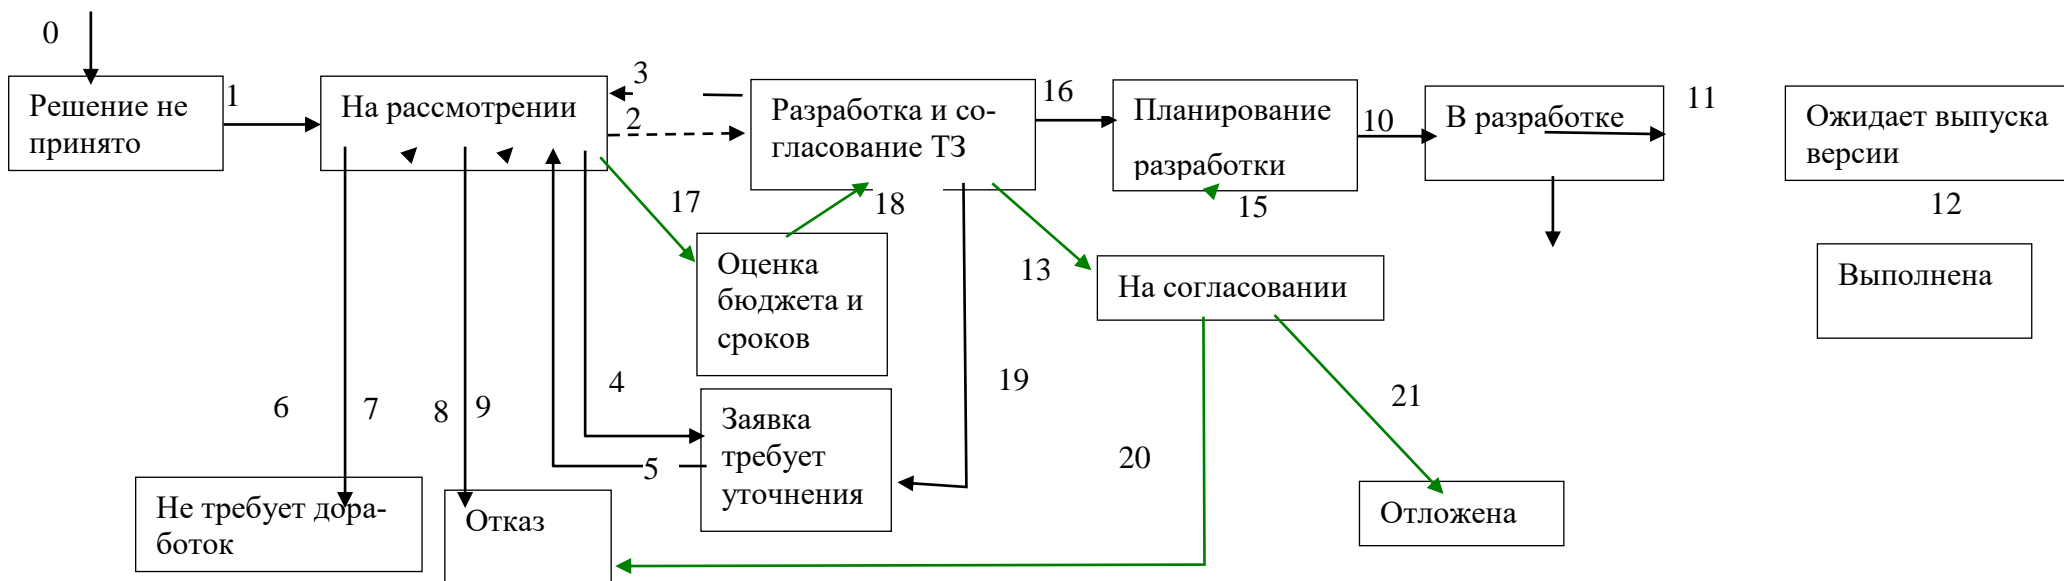 0
Решение не
принято
1
На рассмотрении
3
2
Разработка и со-
гласование ТЗ
16
Планирование
разработки
10
В разработке
11
Ожидает выпуска
версии
12
Выполнена
17
18
15
Оценка
бюджета и
сроков
13
На согласовании
6
7
8
9
4
5
Заявка
требует
уточнения
19
20
21
Не требует дора-
боток
Отказ
Отложена